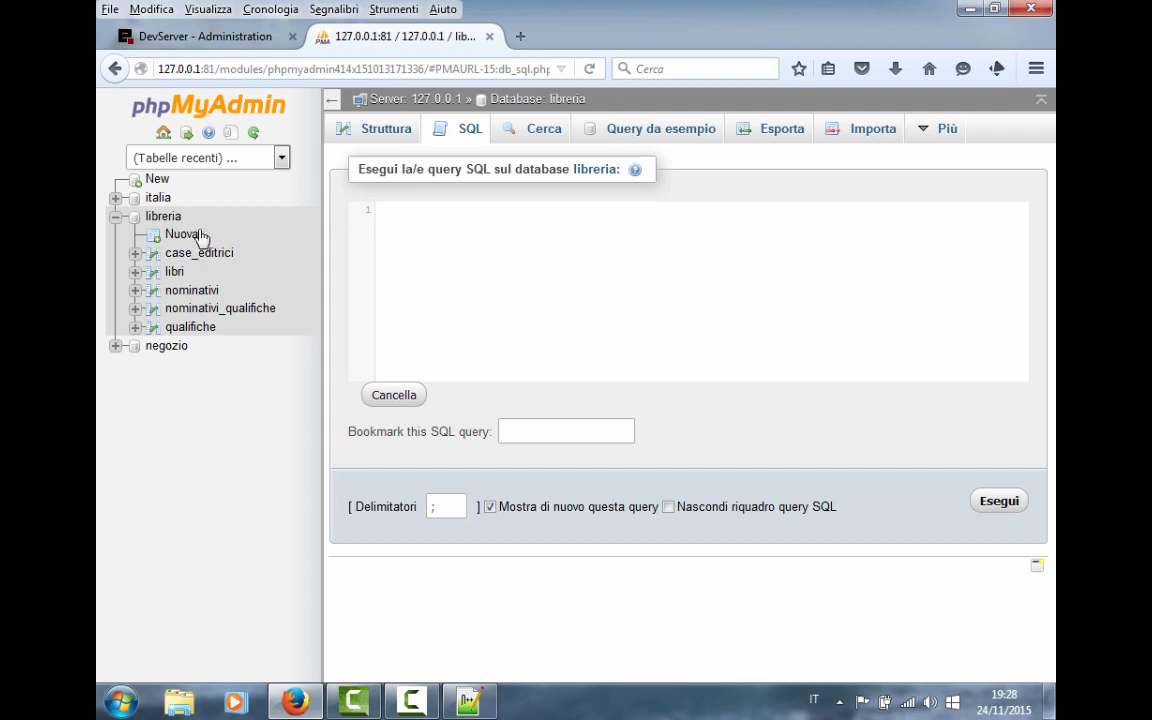 File Modifica Visualizza Cronologia Segnalibri Strumenti Aiuto
DevServer - Administration
127.0.0.1:81 / 127.0.0.1 / lib...
127.0.0.1:81/modules/phpmyadmin414x151013171336/#PMAURL-15:db_sql.php
Cerca
phpMyAdmin
(Tabelle recenti) ...
New
italia
libreria
Nuova
case_editrici
libri
nominativi
nominativi_qualifiche
qualifiche
negozio
Server: 127.0.0.1 » Database: libreria
Struttura SQL Cerca Query da esempio Esporta Importa Più
Esegui la/e query SQL sul database libreria:
1
Cancella
Bookmark this SQL query:
[ Delimitatori ; ] Mostra di nuovo questa query Nascondi riquadro query SQL
Esegui
IT
19:28
24/11/2015